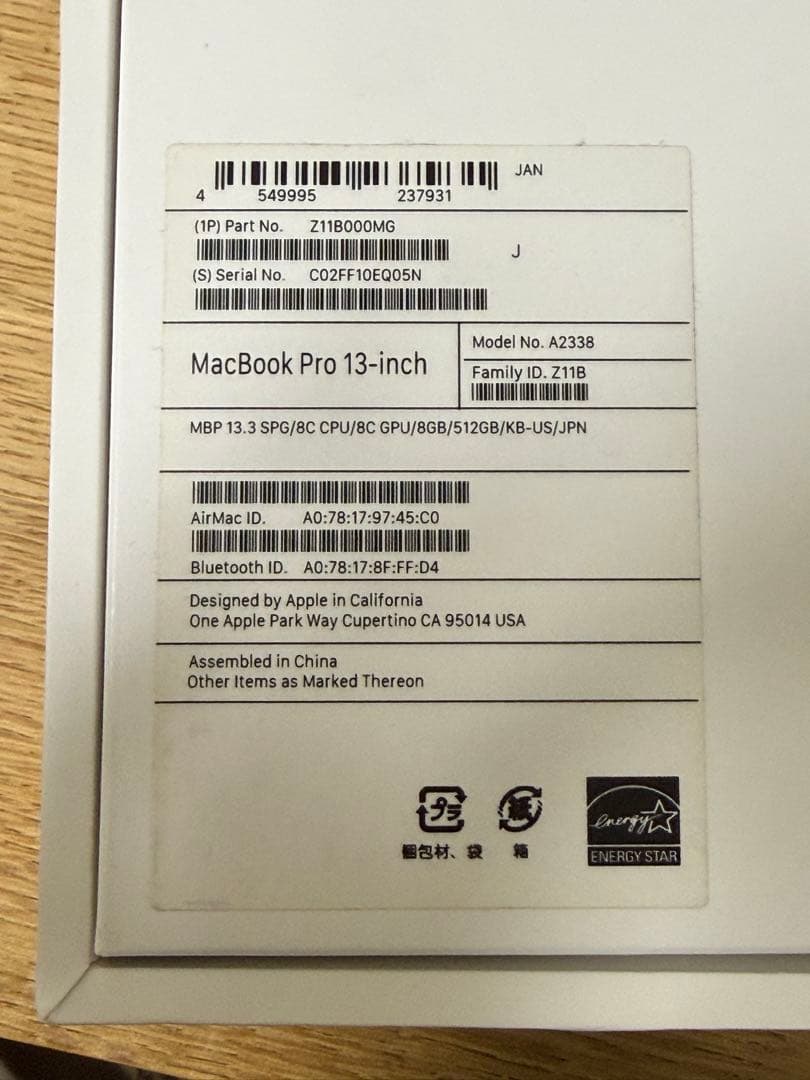 JAN
4 549995 237931
(1P) Part No. Z11B000MG
J
(S) Serial No. C02FF10EQ05N
MacBook Pro 13-inch
Model No. A2338
Family ID. Z11B
MBP 13.3 SPG/8C CPU/8C GPU/8GB/512GB/KB-US/JPN
AirMac ID. A0:78:17:97:45:C0
Bluetooth ID. A0:78:17:8F:FF:D4
Designed by Apple in California
One Apple Park Way Cupertino CA 95014 USA
Assembled in China
Other Items as Marked Thereon
プラ 紙
個包材、袋 箱
energy
ENERGY STAR